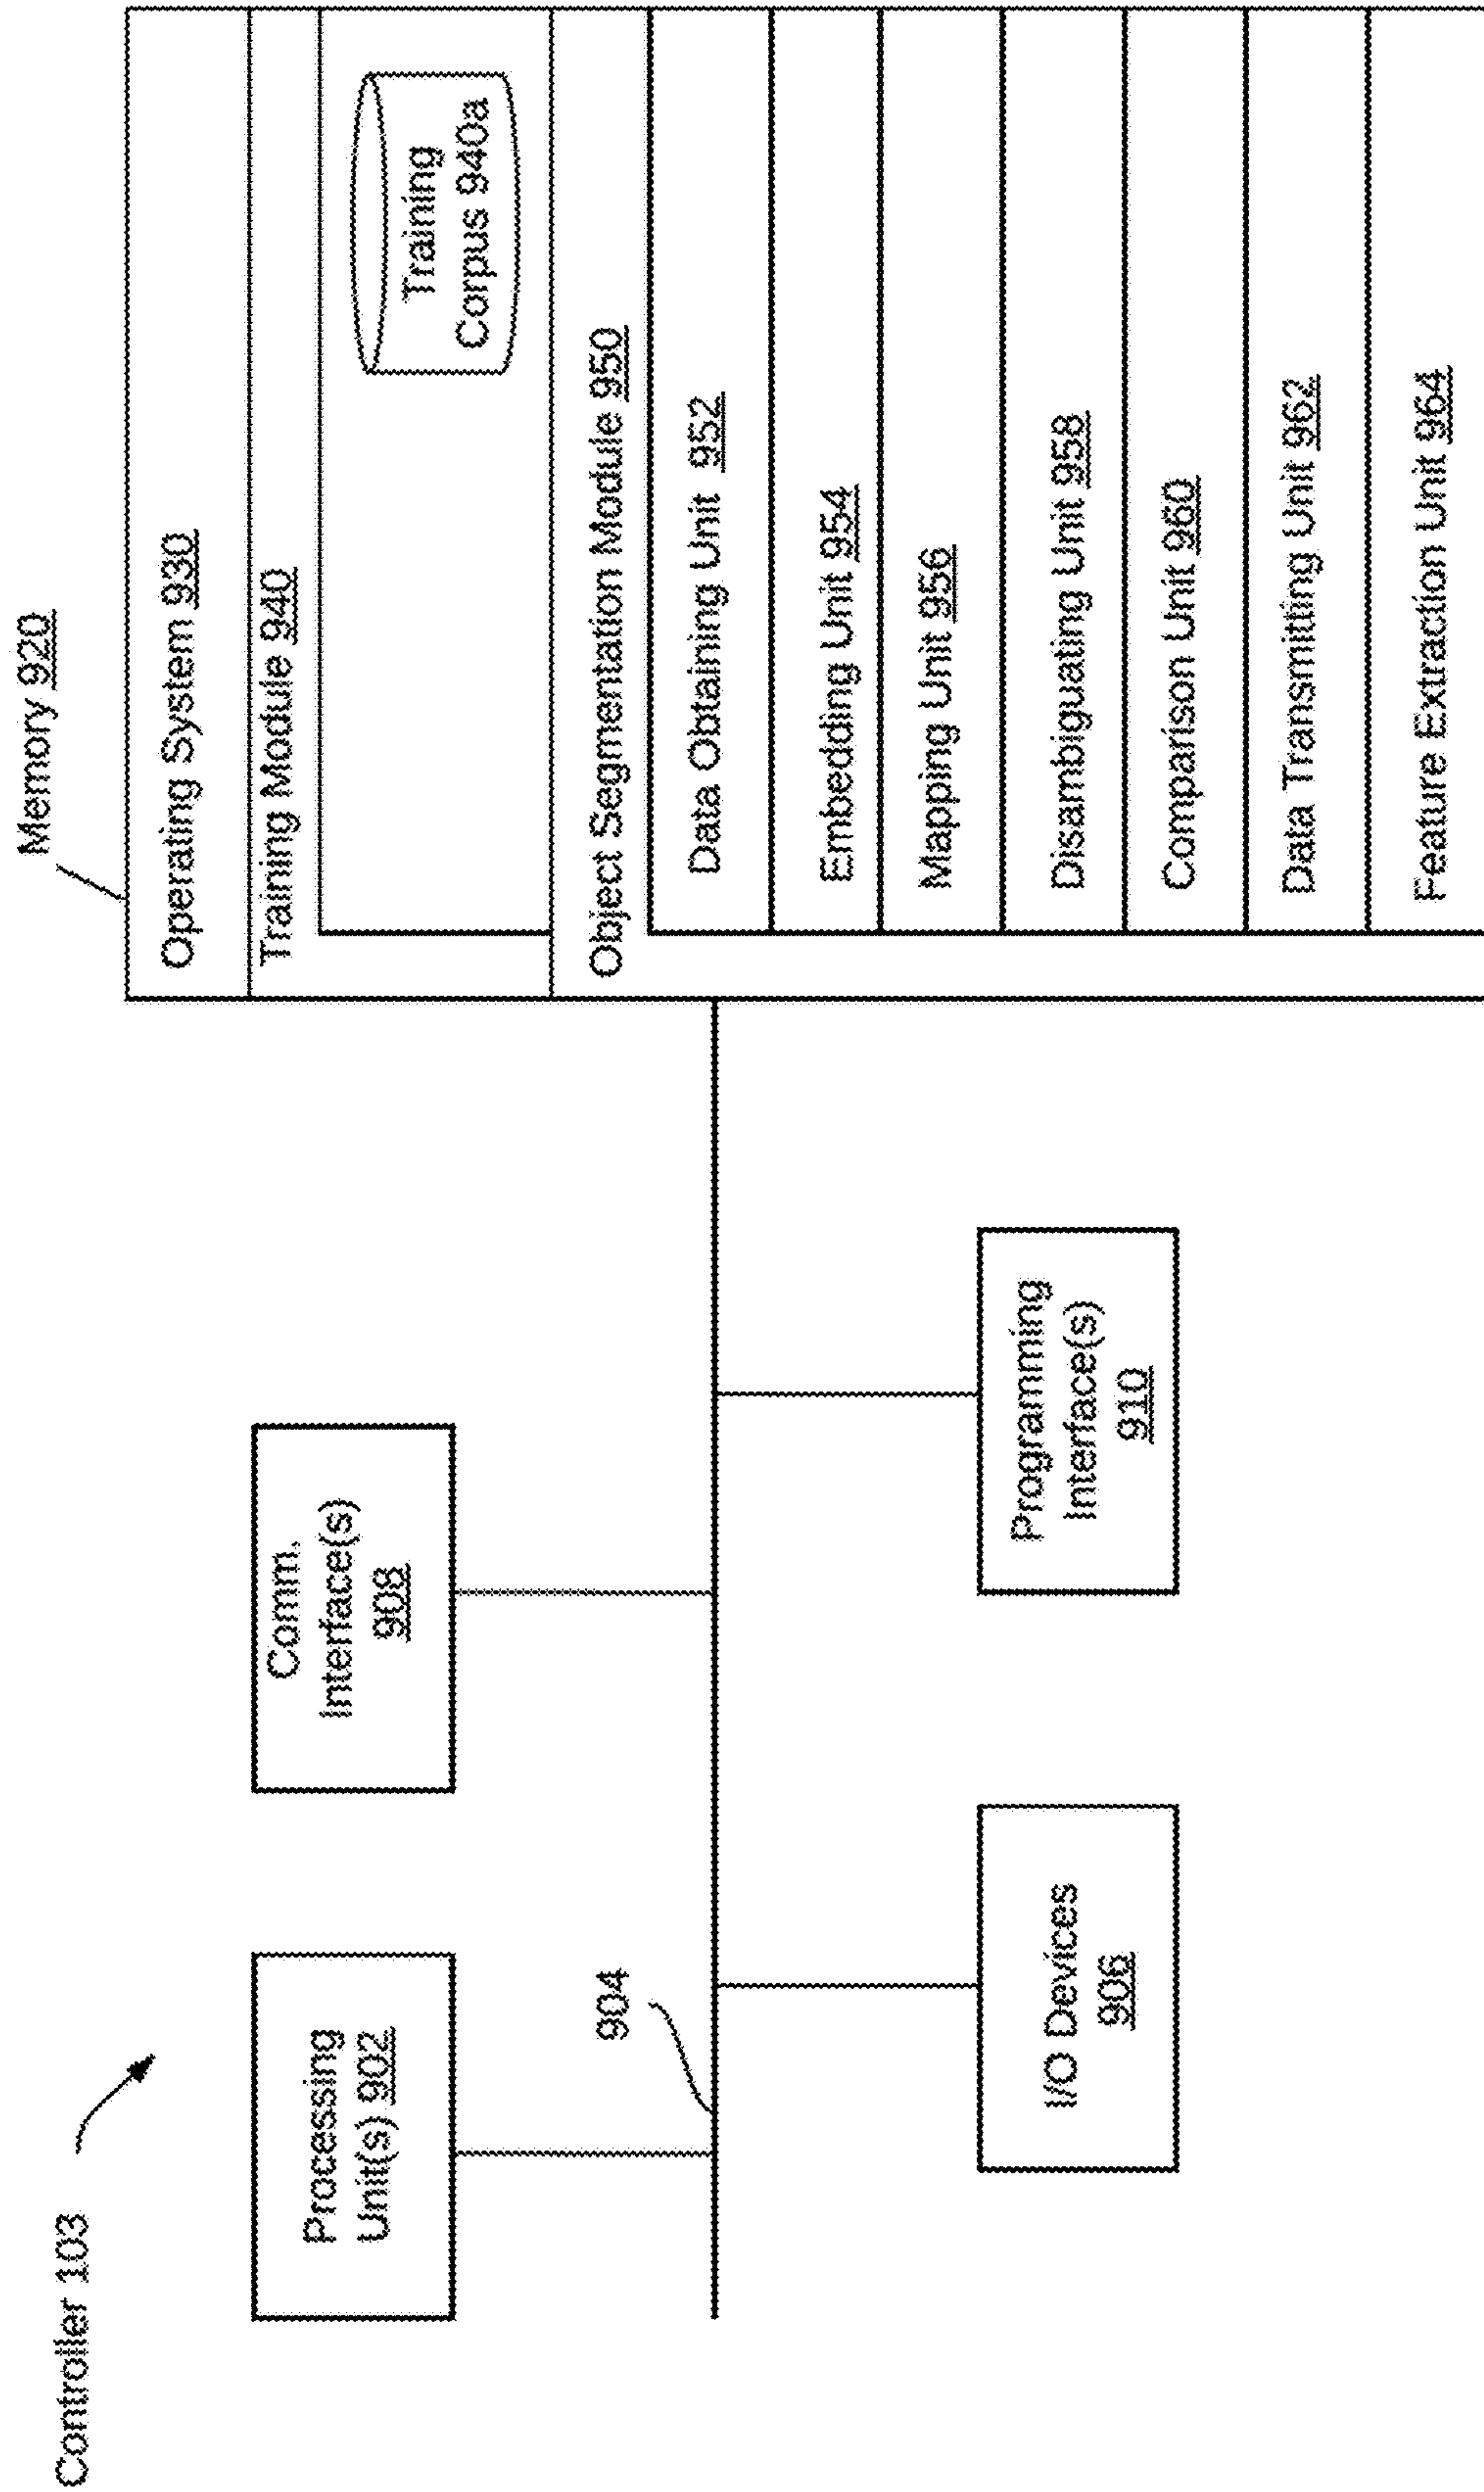 Controller 103
Processing
Unit(s) 902
Comm.
Interface(s)
908
904
I/O Devices
906
Programming
Interface(s)
910
Memory 920
Operating System 930
Training Module 940
Training
Corpus 940a
Object Segmentation Module 950
Data Obtaining Unit 952
Embedding Unit 954
Mapping Unit 956
Disambiguating Unit 958
Comparison Unit 960
Data Transmitting Unit 962
Feature Extraction Unit 964